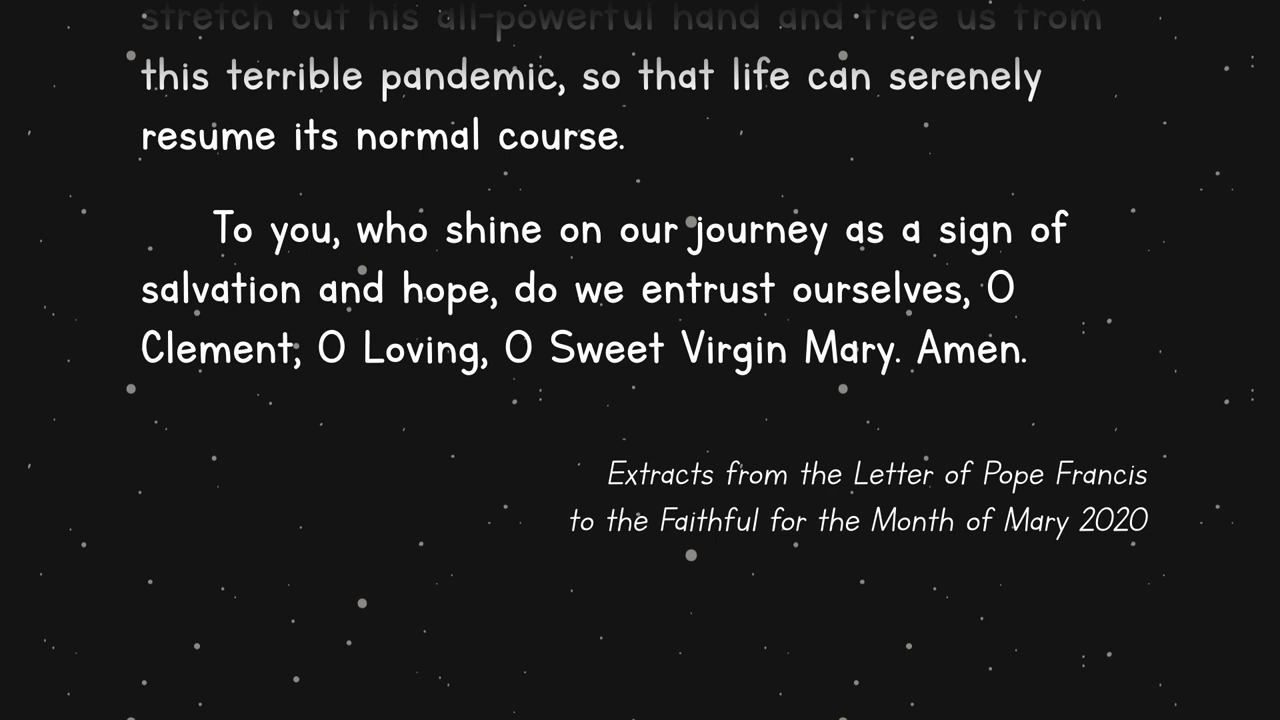 stretch out his all-powerful hand and free us from
this terrible pandemic, so that life can serenely
resume its normal course.
To you, who shine on our journey as a sign of
salvation and hope, do we entrust ourselves, O
Clement, O Loving, O Sweet Virgin Mary. Amen.
Extracts from the Letter of Pope Francis
to the Faithful for the Month of Mary 2020